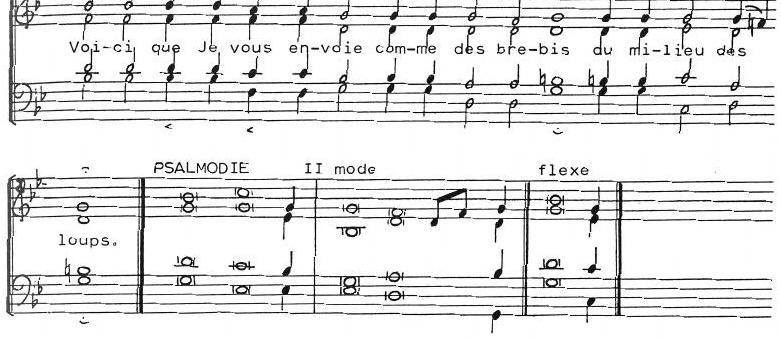 Voi-ci que Je vous en-voie com-me des bre-bis du mi-lieu des
PSALMODIE II mode flexe
loups.